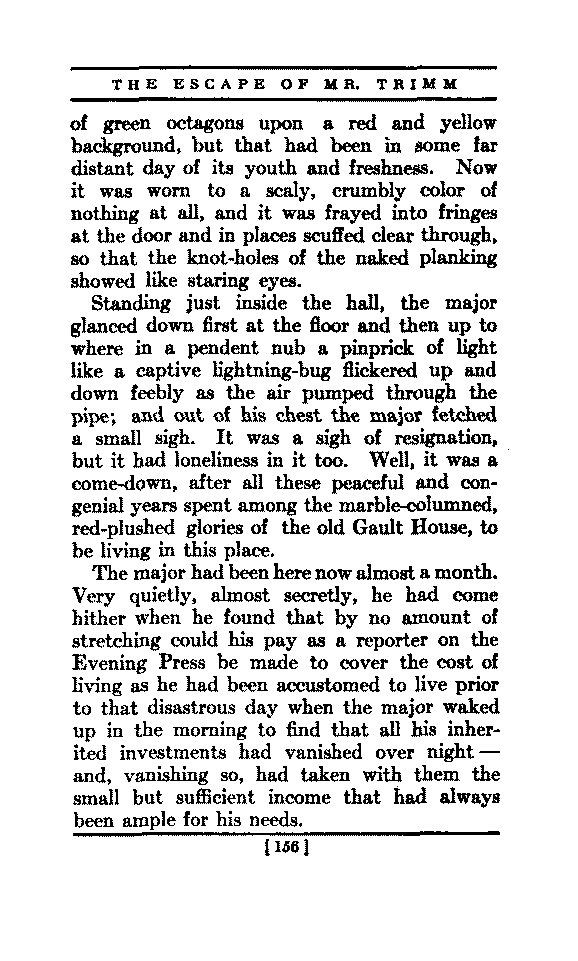 THE ESCAPE OF MR. TRIMM
of green octagons upon a red and yellow
background, but that had been in some far
distant day of its youth and freshness. Now
it was worn to a scaly, crumbly color of
nothing at all, and it was frayed into fringes
at the door and in places scuffed clear through,
so that the knot-holes of the naked planking
showed like staring eyes.
Standing just inside the hall, the major
glanced down first at the floor and then up to
where in a pendent nub a pinprick of light
like a captive lightning-bug flickered up and
down feebly as the air pumped through the
pipe; and out of his chest the major fetched
a small sigh. It was a sigh of resignation,
but it had loneliness in it too. Well, it was a
come-down, after all these peaceful and con-
genial years spent among the marble-columned,
red-plushed glories of the old Gault House, to
be living in this place.
The major had been here now almost a month.
Very quietly, almost secretly, he had come
hither when he found that by no amount of
stretching could his pay as a reporter on the
Evening Press be made to cover the cost of
living as he had been accustomed to live prior
to that disastrous day when the major waked
up in the morning to find that all his inher-
ited investments had vanished over night —
and, vanishing so, had taken with them the
small but sufficient income that had always
been ample for his needs.
[ 156 ]